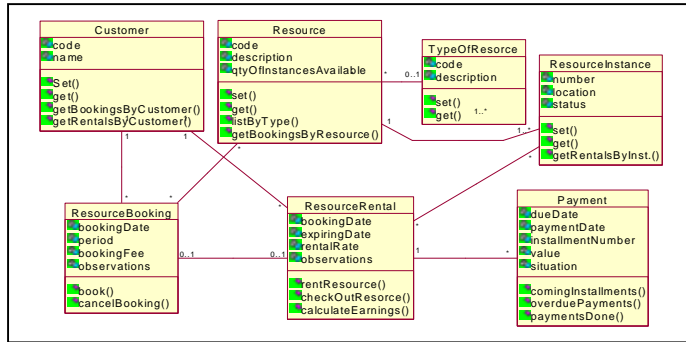 Customer
code
name
Set()
get()
getBookingsByCustomer()
getRentalsByCustomer()
1
1
1
Resource
code
description
qtyOfInstancesAvailable
set()
get()
listByType()
getBookingsByResource()
*
0..1
1
*
TypeOfResorce
code
description
set()
get()
1..*
ResourceInstance
number
location
status
set()
get()
getRentalsByInst.()
1..*
*
ResourceBooking
bookingDate
period
bookingFee
observations
book()
cancelBooking()
*
*
0..1
0..1
ResourceRental
bookingDate
expiringDate
rentalRate
observations
rentResource()
checkOutResorce()
calculateEarnings()
*
*
1
*
Payment
dueDate
paymentDate
installmentNumber
value
situation
comingInstallments()
overduePayments()
paymentsDone()